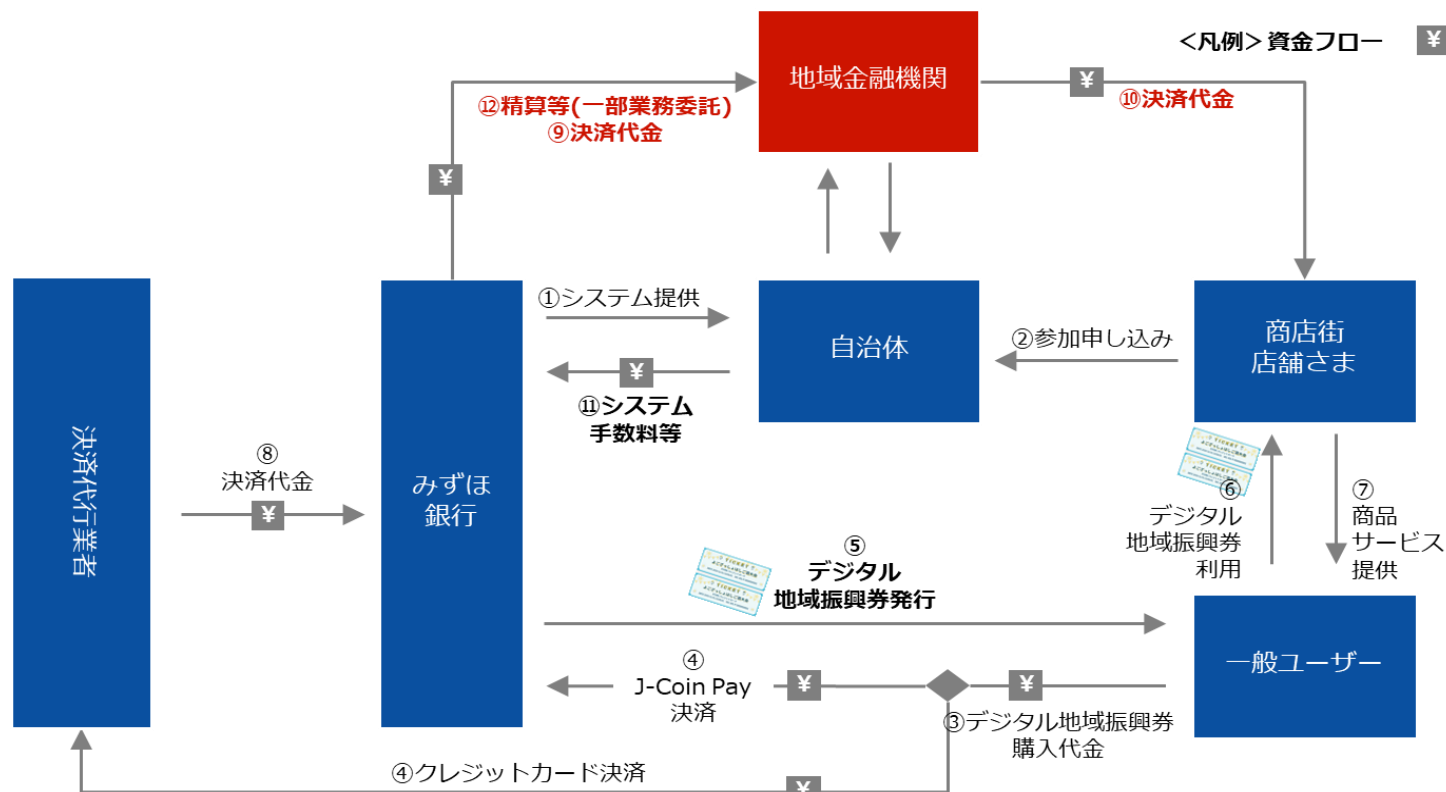 <凡例>資金フロー
¥
地域金融機関
¥
⑩決済代金
⑫精算等(一部業務委託)
⑨決済代金
¥
①システム提供
自治体
②参加申し込み
商店街
店舗さま
¥
⑪システム
手数料等
決済代行業者
⑧
決済代金
¥
みずほ
銀行
TICKET
⑥
デジタル
地域振興券
利用
⑦
商品
サービス
提供
⑤
デジタル
地域振興券発行
TICKET
一般ユーザー
④
J-Coin Pay
決済
¥
¥
③デジタル地域振興券
購入代金
④クレジットカード決済
¥